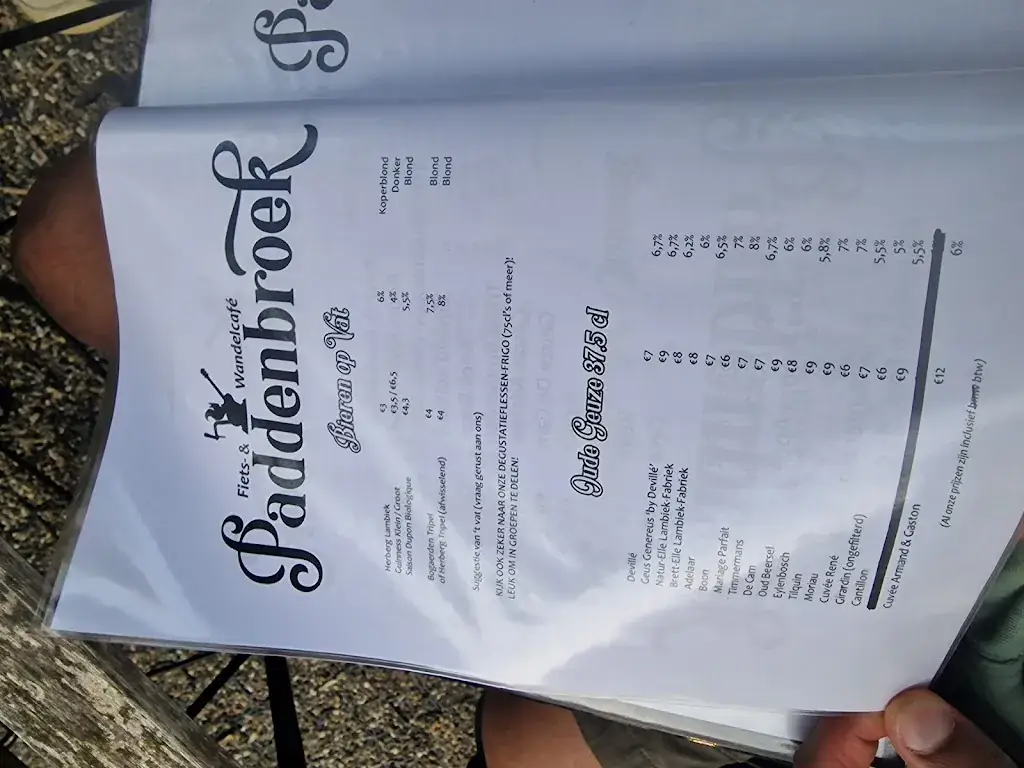 Fiets- & Wandelcafé
Paddenbroek
Bieren op Vat
Herberg Lambiek €3 6% Koperblond
Guinness Klein / Groot €3,5 / €6,5 4% Donker
Saison Dupon Biologique €4,3 5,5% Blond
Bogaerden Tripel €4 7,5% Blond
of Herberg Tripel (afwisselend) €4 8% Blond
Suggestie van 't vat (vraag gerust aan ons)
KIJK OOK ZEKER NAAR ONZE DEGUSTATIEFLESSEN-FRIGO (75cl's of meer)!
LEUK OM IN GROEPEN TE DELEN!
Oude Geuze 37,5 cl
Devillé €7 6,7%
Geus Genereus 'by Devillé' €9 6,7%
Natur-Elle Lambiek-Fabriek €8 6,2%
Brett-Elle Lambiek-Fabriek €8 6%
Adelaar €7 6,5%
Boon €6 7%
Mariage Parfait €7 8%
Timmermans €7 6,7%
De Cam €9 6%
Oud Beersel €8 6%
Eylenbosch €9 5,8%
Tilquin €9 7%
Moriau €6 7%
Cuvée René €7 5,5%
Girardin (ongefilterd) €6 5%
Cantillon €9 5,5%
Cuvée Armand & Gaston €12 6%
(Al onze prijzen zijn inclusief btw)